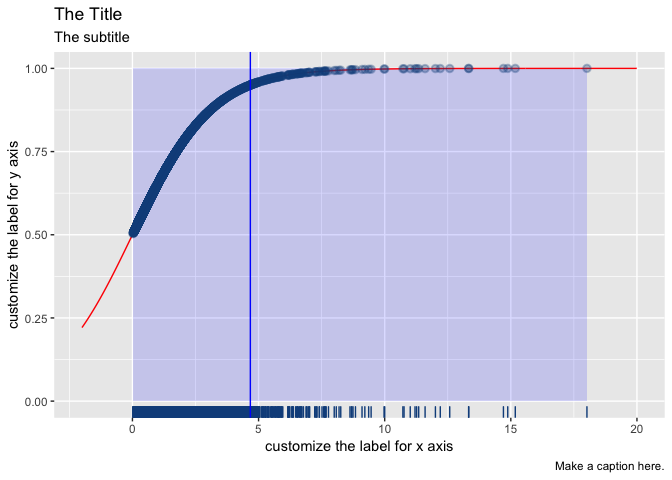 The Title
The subtitle
customize the label for y axis
1.00
0.75
0.50
0.25
0.00
0
5
10
15
20
customize the label for x axis
Make a caption here.